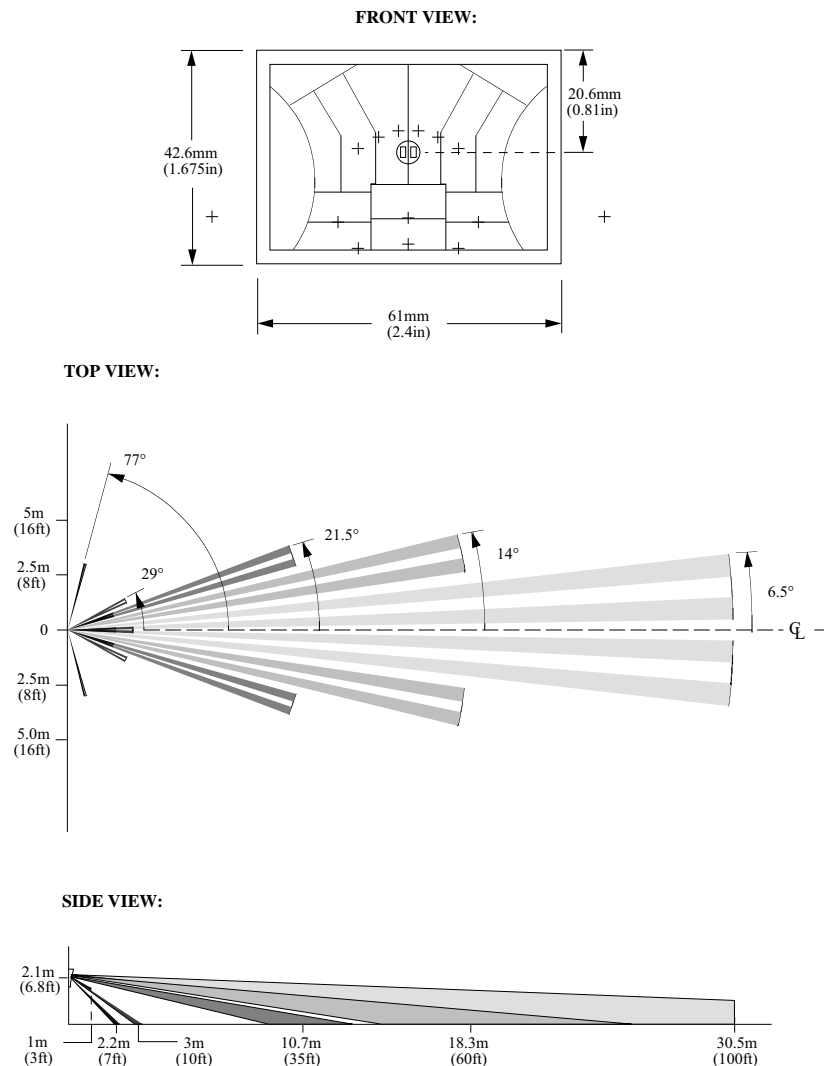 FRONT VIEW:
20.6mm
(0.81in)
42.6mm
(1.675in)
61mm
(2.4in)
TOP VIEW:
77°
5m
(16ft)
21.5°
14°
2.5m
(8ft)
29°
6.5°
0
CL
2.5m
(8ft)
5.0m
(16ft)
SIDE VIEW:
2.1m
(6.8ft)
1m
(3ft)
2.2m
(7ft)
3m
(10ft)
10.7m
(35ft)
18.3m
(60ft)
30.5m
(100ft)